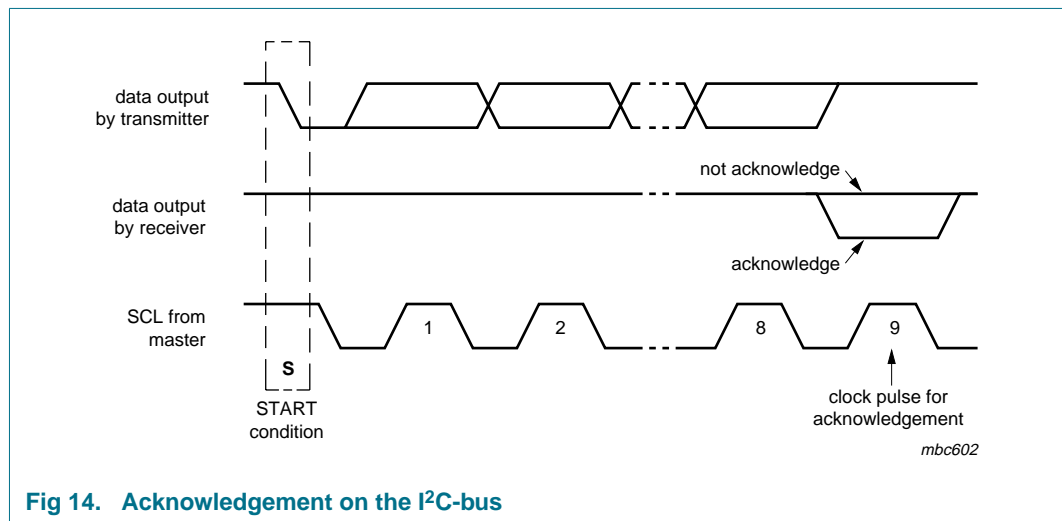 data output
by transmitter
not acknowledge
data output
by receiver
acknowledge
SCL from
master
1
2
8
9
S
START
condition
clock pulse for
acknowledgement
mbc602
Fig 14. Acknowledgement on the I²C-bus